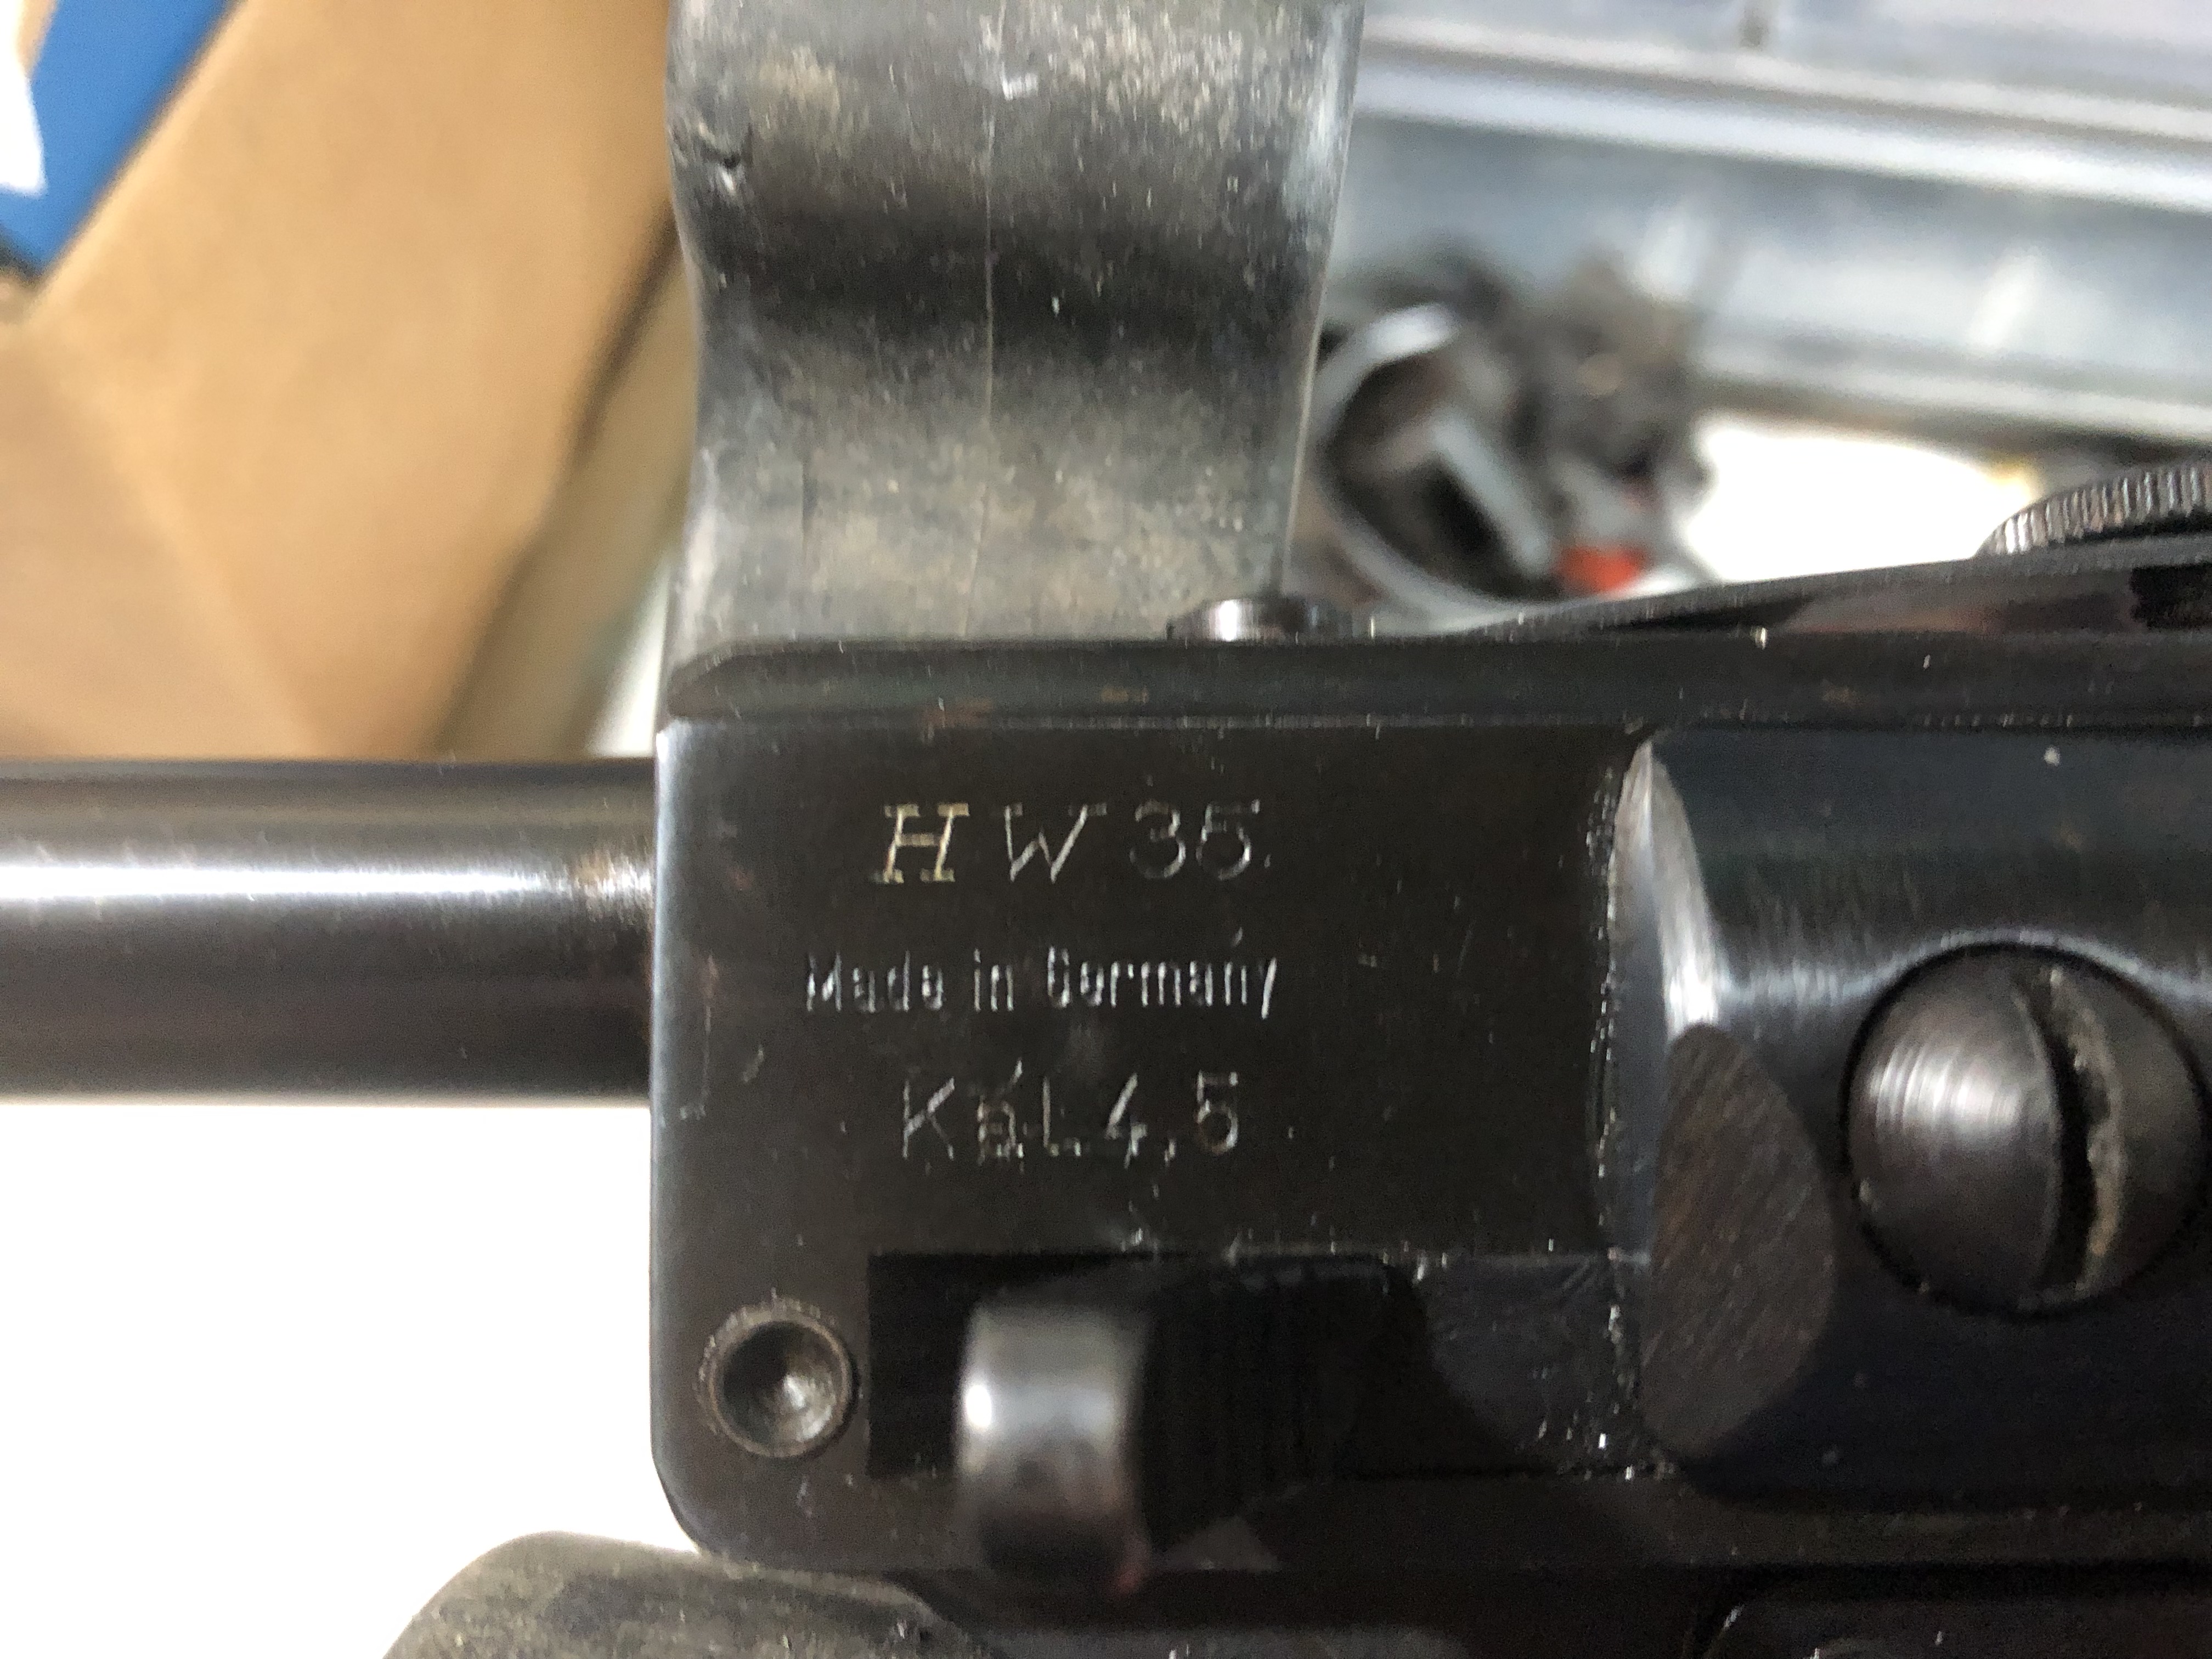 HW 35
Made in Germany
Kal. 4,5